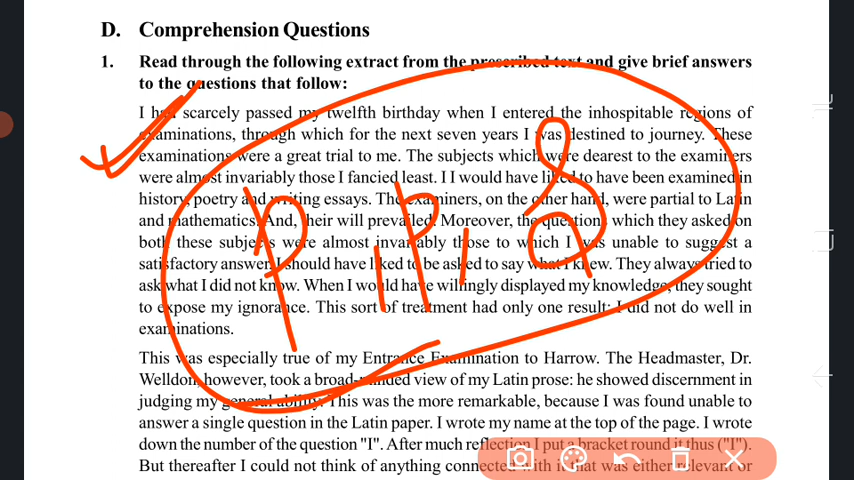 D. Comprehension Questions
1. Read through the following extract from the prescribed text and give brief answers
to the questions that follow:
I had scarcely passed my twelfth birthday when I entered the inhospitable regions of
examinations, through which for the next seven years I was destined to journey. These
examinations were a great trial to me. The subjects which were dearest to the examiners
were almost invariably those I fancied least. I I would have liked to have been examined in
history, poetry and writing essays. The examiners, on the other hand, were partial to Latin
and mathematics. And, their will prevailed. Moreover, the questions which they asked on
both these subjects were almost invariably those to which I was unable to suggest a
satisfactory answer. I should have liked to be asked to say what I knew. They always tried to
ask what I did not know. When I would have willingly displayed my knowledge, they sought
to expose my ignorance. This sort of treatment had only one result: I did not do well in
examinations.
This was especially true of my Entrance Examination to Harrow. The Headmaster, Dr.
Welldon, however, took a broad-minded view of my Latin prose: he showed discernment in
judging my general ability. This was the more remarkable, because I was found unable to
answer a single question in the Latin paper. I wrote my name at the top of the page. I wrote
down the number of the question "I". After much reflection I put a bracket round it thus ("I").
But thereafter I could not think of anything connected with it that was either relevant or